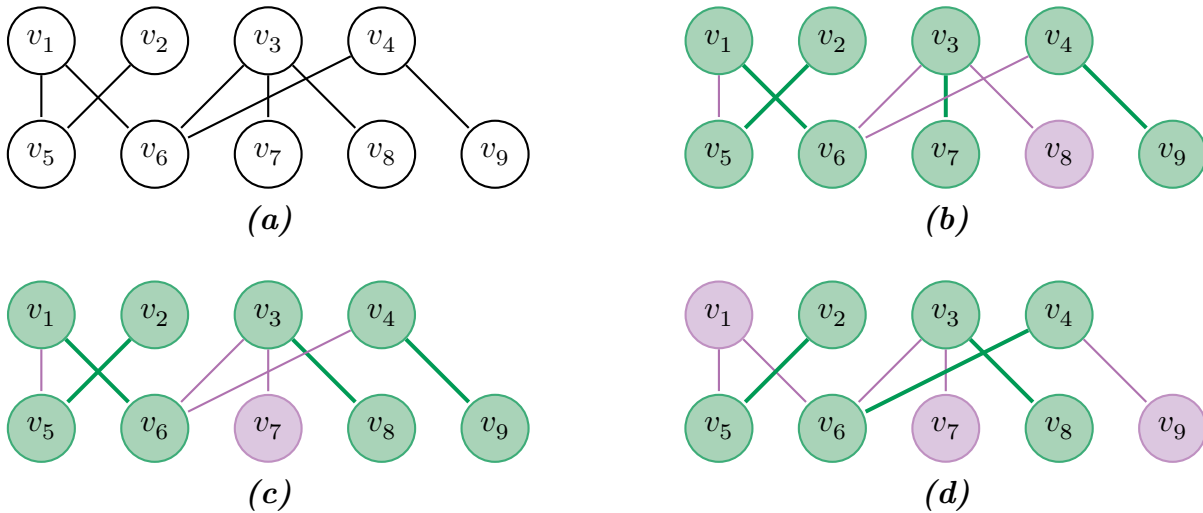 v₁ v₂ v₃ v₄
v₅ v₆ v₇ v₈ v₉
(a)
v₁ v₂ v₃ v₄
v₅ v₆ v₇ v₈ v₉
(b)
v₁ v₂ v₃ v₄
v₅ v₆ v₇ v₈ v₉
(c)
v₁ v₂ v₃ v₄
v₅ v₆ v₇ v₈ v₉
(d)